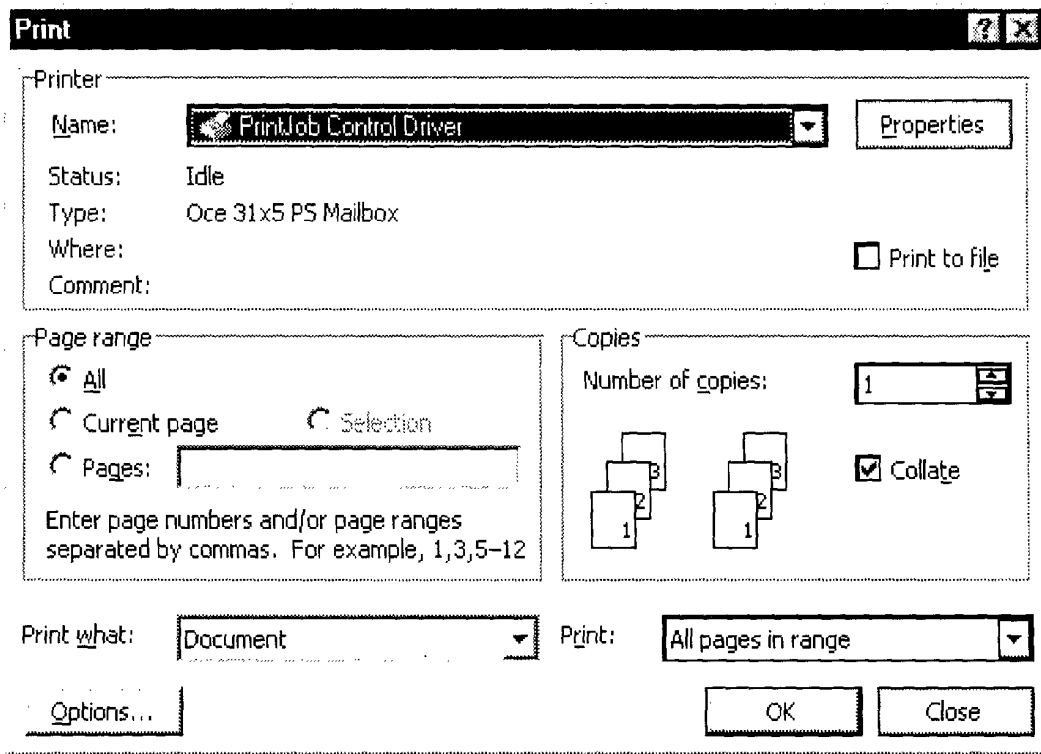 Print
Printer
Name: PrintJob Control Driver Properties
Status: Idle
Type: Oce 31x5 PS Mailbox
Where:
Print to file
Comment:
Page range
All
Current page Selection
Pages:
Enter page numbers and/or page ranges
separated by commas. For example, 1,3,5–12
Copies
Number of copies: 1
3 3
2 2
1 1
Collate
Print what: Document Print: All pages in range
Options... OK Close